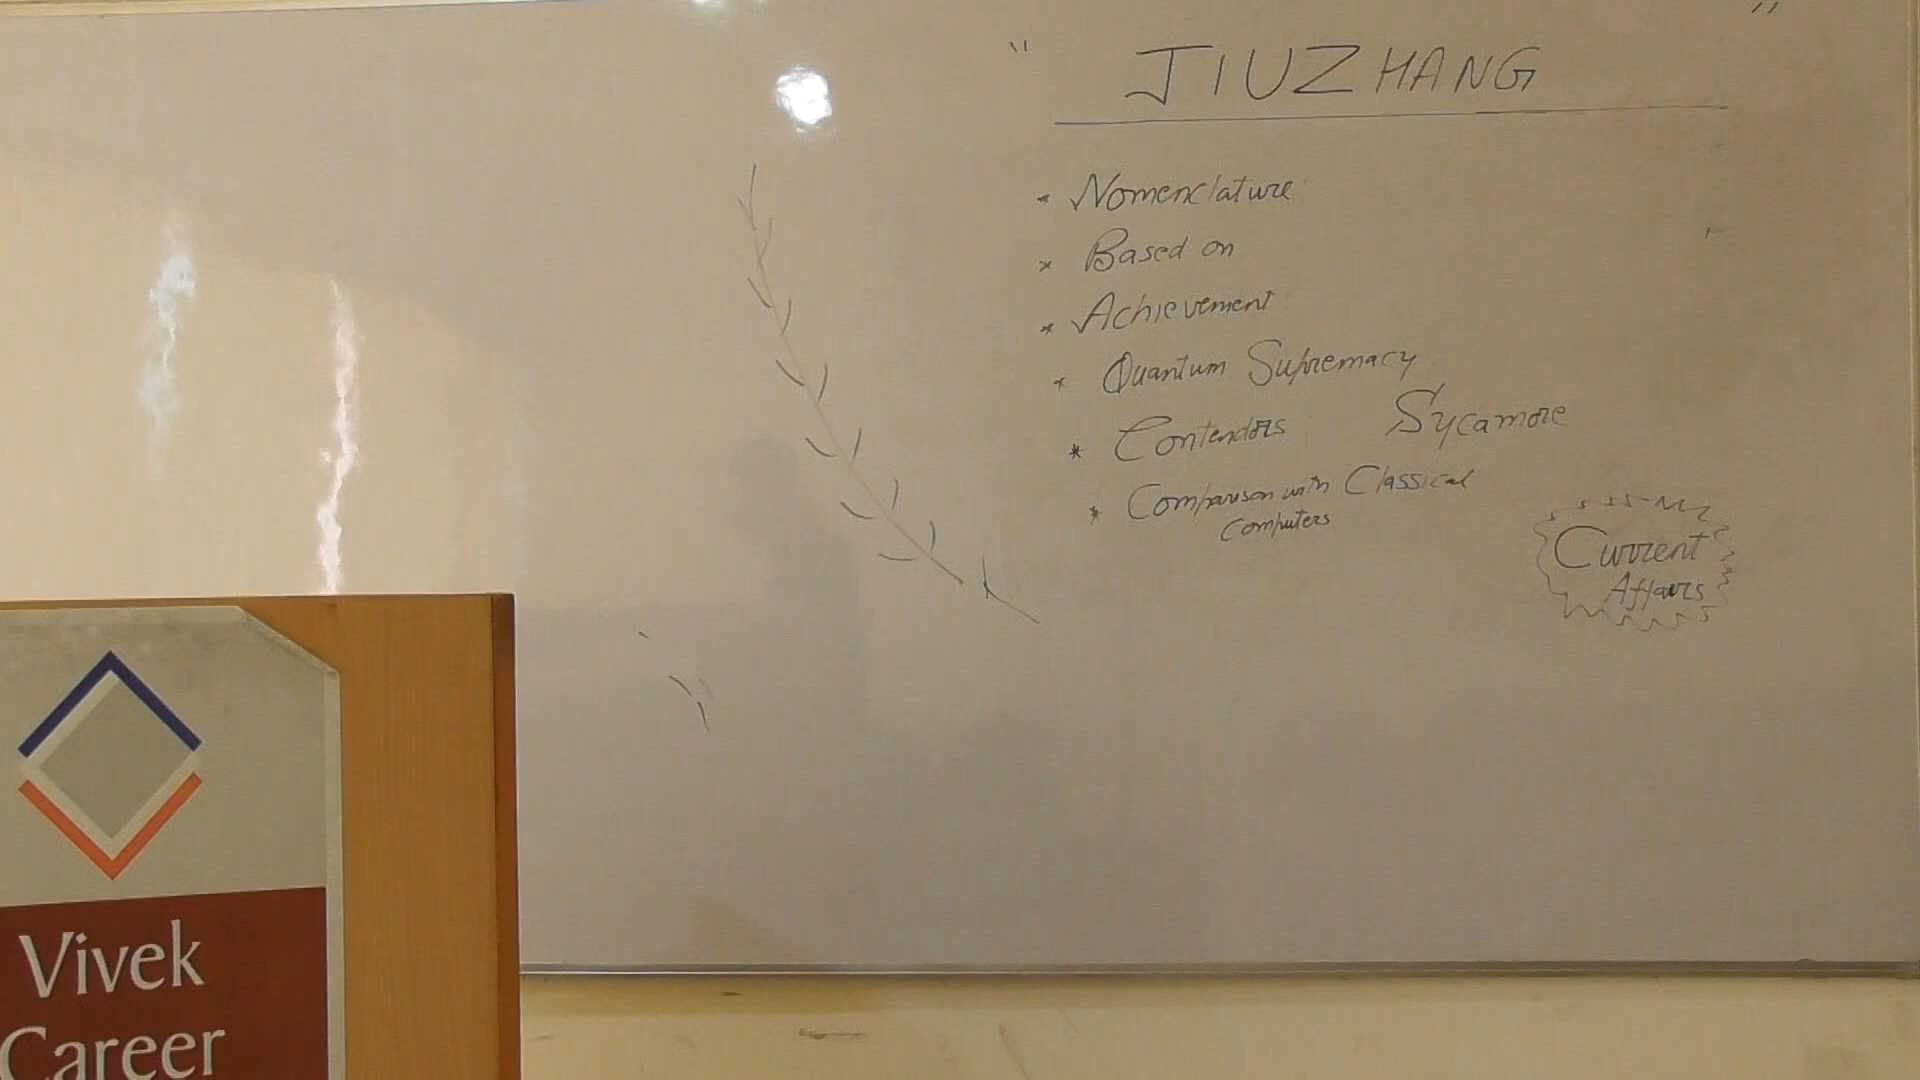 " JIUZHANG "
* Nomenclature
* Based on
* Achievement
* Quantum Supremacy
* Contendors Sycamore
* Comparison with Classical
Computers
Current
Affairs
Vivek
Career